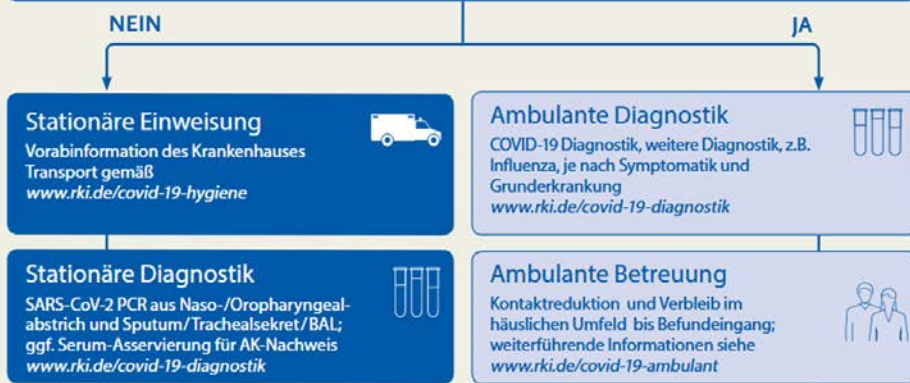 NEIN
JA
Stationäre Einweisung
Vorabinformation des Krankenhauses
Transport gemäß
www.rki.de/covid-19-hygiene
Ambulante Diagnostik
COVID-19 Diagnostik, weitere Diagnostik, z.B.
Influenza, je nach Symptomatik und
Grunderkrankung
www.rki.de/covid-19-diagnostik
Stationäre Diagnostik
SARS-CoV-2 PCR aus Naso-/Oropharyngeal-
abstrich und Sputum/Trachealsekret/BAL;
ggf. Serum-Asservierung für AK-Nachweis
www.rki.de/covid-19-diagnostik
Ambulante Betreuung
Kontaktreduktion und Verbleib im
häuslichen Umfeld bis Befundeingang;
weiterführende Informationen siehe
www.rki.de/covid-19-ambulant